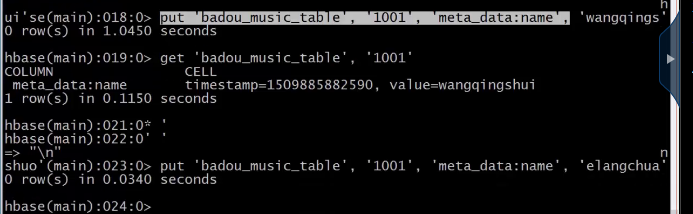 h
ui'se(main):018:0> put 'badou_music_table', '1001', 'meta_data:name', 'wangqings'
0 row(s) in 1.0450 seconds
hbase(main):019:0> get 'badou_music_table', '1001'
COLUMN CELL
meta_data:name timestamp=1509885882590, value=wangqingshui
1 row(s) in 0.1150 seconds
hbase(main):021:0* '
hbase(main):022:0' '
=> "\n" n
shuo'(main):023:0> put 'badou_music_table', '1001', 'meta_data:name', 'elangchua'
0 row(s) in 0.0340 seconds
hbase(main):024:0>